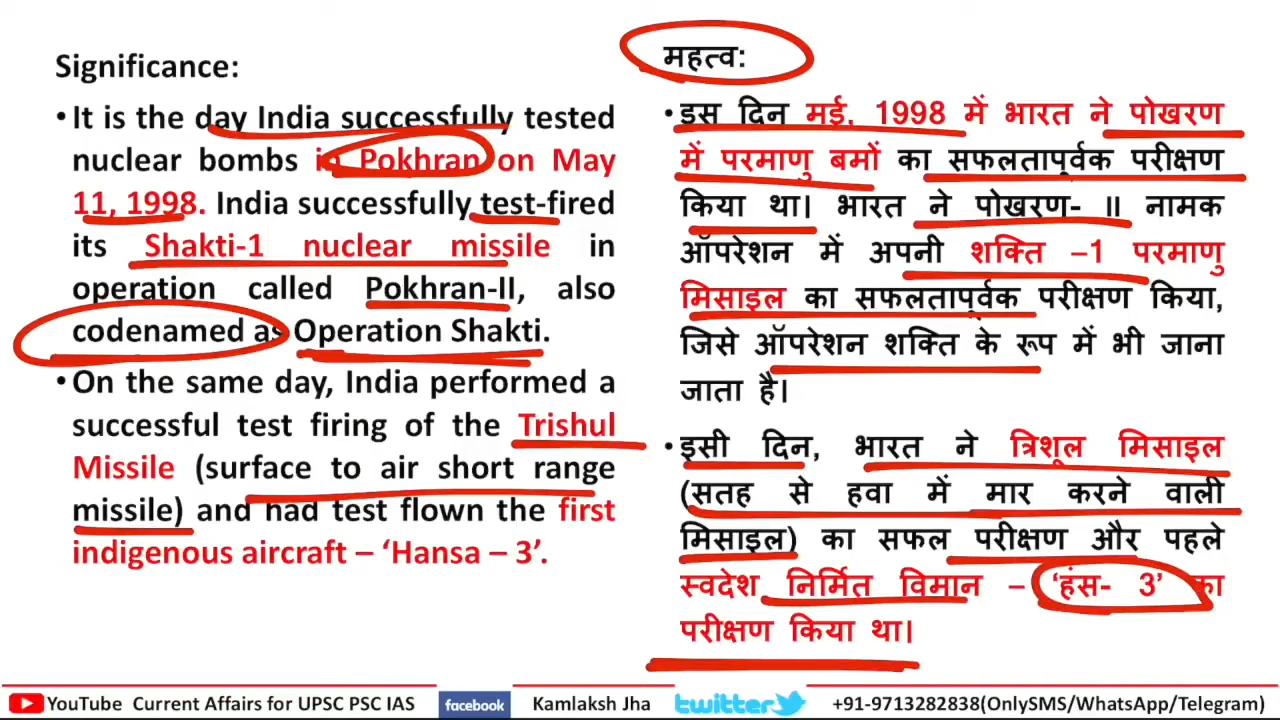 Significance:
•It is the day India successfully tested
nuclear bombs in Pokhran on May
11, 1998. India successfully test-fired
its Shakti-1 nuclear missile in
operation called Pokhran-II, also
codenamed as Operation Shakti.
•On the same day, India performed a
successful test firing of the Trishul
Missile (surface to air short range
missile) and had test flown the first
indigenous aircraft – ‘Hansa – 3’.
महत्व:
•इस दिन मई, 1998 में भारत ने पोखरण
में परमाणु बमों का सफलतापूर्वक परीक्षण
किया था। भारत ने पोखरण- II नामक
ऑपरेशन में अपनी शक्ति –1 परमाणु
मिसाइल का सफलतापूर्वक परीक्षण किया,
जिसे ऑपरेशन शक्ति के रूप में भी जाना
जाता है।
•इसी दिन, भारत ने त्रिशूल मिसाइल
(सतह से हवा में मार करने वाली
मिसाइल) का सफल परीक्षण और पहले
स्वदेश निर्मित विमान – ‘हंस- 3’ का
परीक्षण किया था।
YouTube Current Affairs for UPSC PSC IAS facebook Kamlaksh Jha twitter +91-9713282838(OnlySMS/WhatsApp/Telegram)